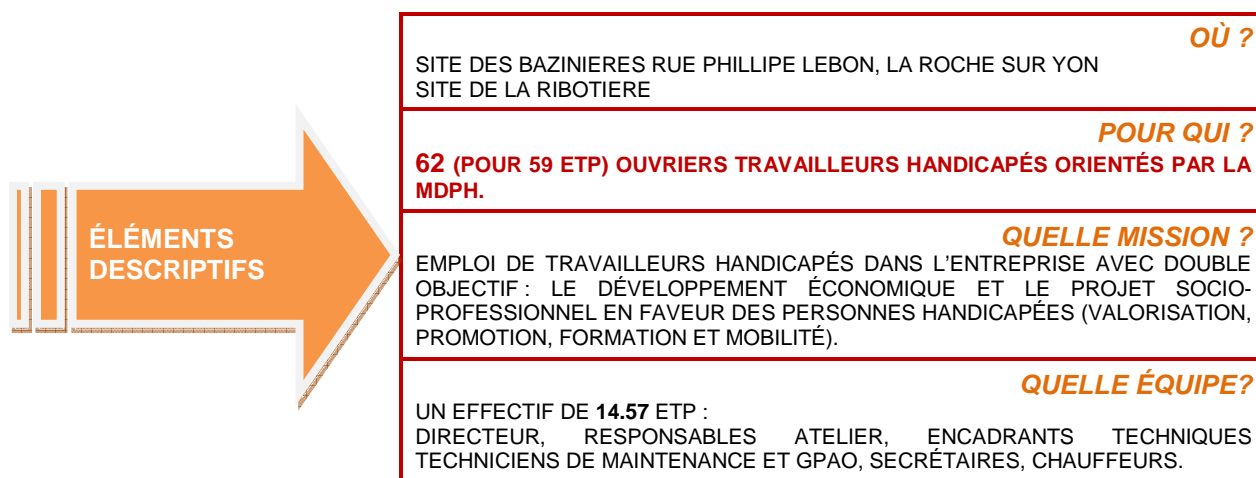 ÉLÉMENTS
DESCRIPTIFS
OÙ ?
SITE DES BAZINIERES RUE PHILLIPE LEBON, LA ROCHE SUR YON
SITE DE LA RIBOTIERE
POUR QUI ?
62 (POUR 59 ETP) OUVRIERS TRAVAILLEURS HANDICAPÉS ORIENTÉS PAR LA
MDPH.
QUELLE MISSION ?
EMPLOI DE TRAVAILLEURS HANDICAPÉS DANS L'ENTREPRISE AVEC DOUBLE
OBJECTIF : LE DÉVELOPPEMENT ÉCONOMIQUE ET LE PROJET SOCIO-
PROFESSIONNEL EN FAVEUR DES PERSONNES HANDICAPÉES (VALORISATION,
PROMOTION, FORMATION ET MOBILITÉ).
QUELLE ÉQUIPE?
UN EFFECTIF DE 14.57 ETP :
DIRECTEUR, RESPONSABLES ATELIER, ENCADRANTS TECHNIQUES
TECHNICIENS DE MAINTENANCE ET GPAO, SECRÉTAIRES, CHAUFFEURS.